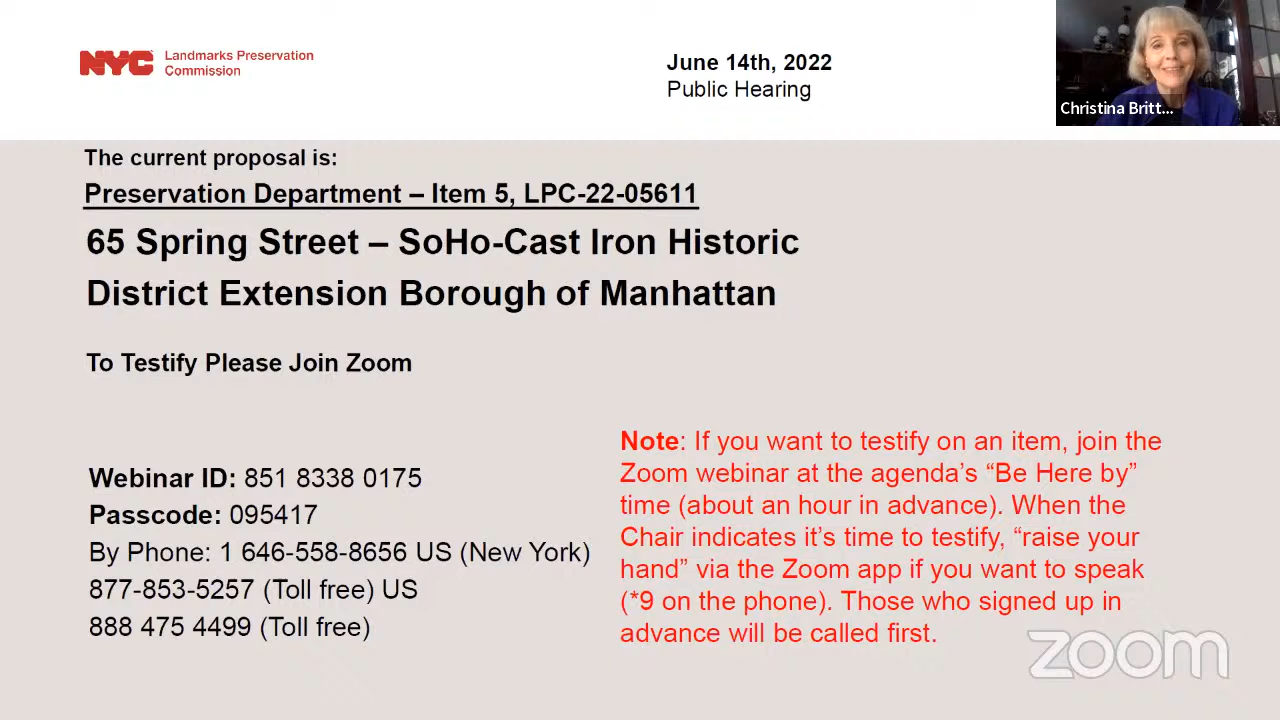 NYC Landmarks Preservation
Commission
June 14th, 2022
Public Hearing
Christina Britt...
The current proposal is:
Preservation Department – Item 5, LPC-22-05611
65 Spring Street – SoHo-Cast Iron Historic
District Extension Borough of Manhattan
To Testify Please Join Zoom
Webinar ID: 851 8338 0175
Passcode: 095417
By Phone: 1 646-558-8656 US (New York)
877-853-5257 (Toll free) US
888 475 4499 (Toll free)
Note: If you want to testify on an item, join the
Zoom webinar at the agenda’s “Be Here by”
time (about an hour in advance). When the
Chair indicates it’s time to testify, “raise your
hand” via the Zoom app if you want to speak
(*9 on the phone). Those who signed up in
advance will be called first.
zoom